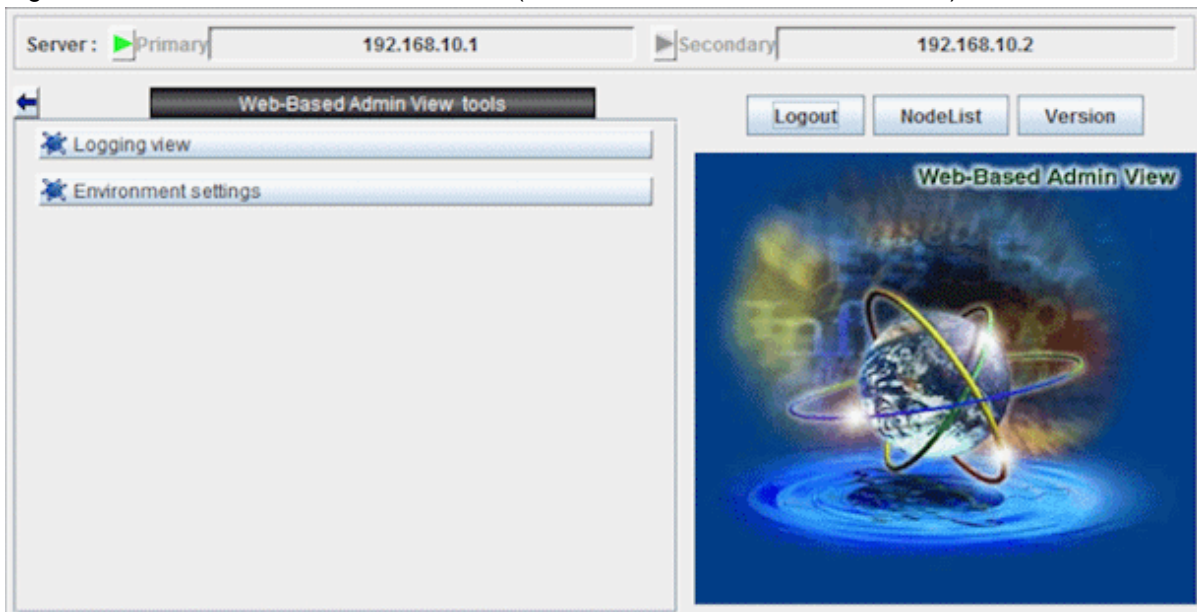 Server : Primary 192.168.10.1 Secondary 192.168.10.2
Web-Based Admin View tools
Logout NodeList Version
Logging view
Environment settings
Web-Based Admin View